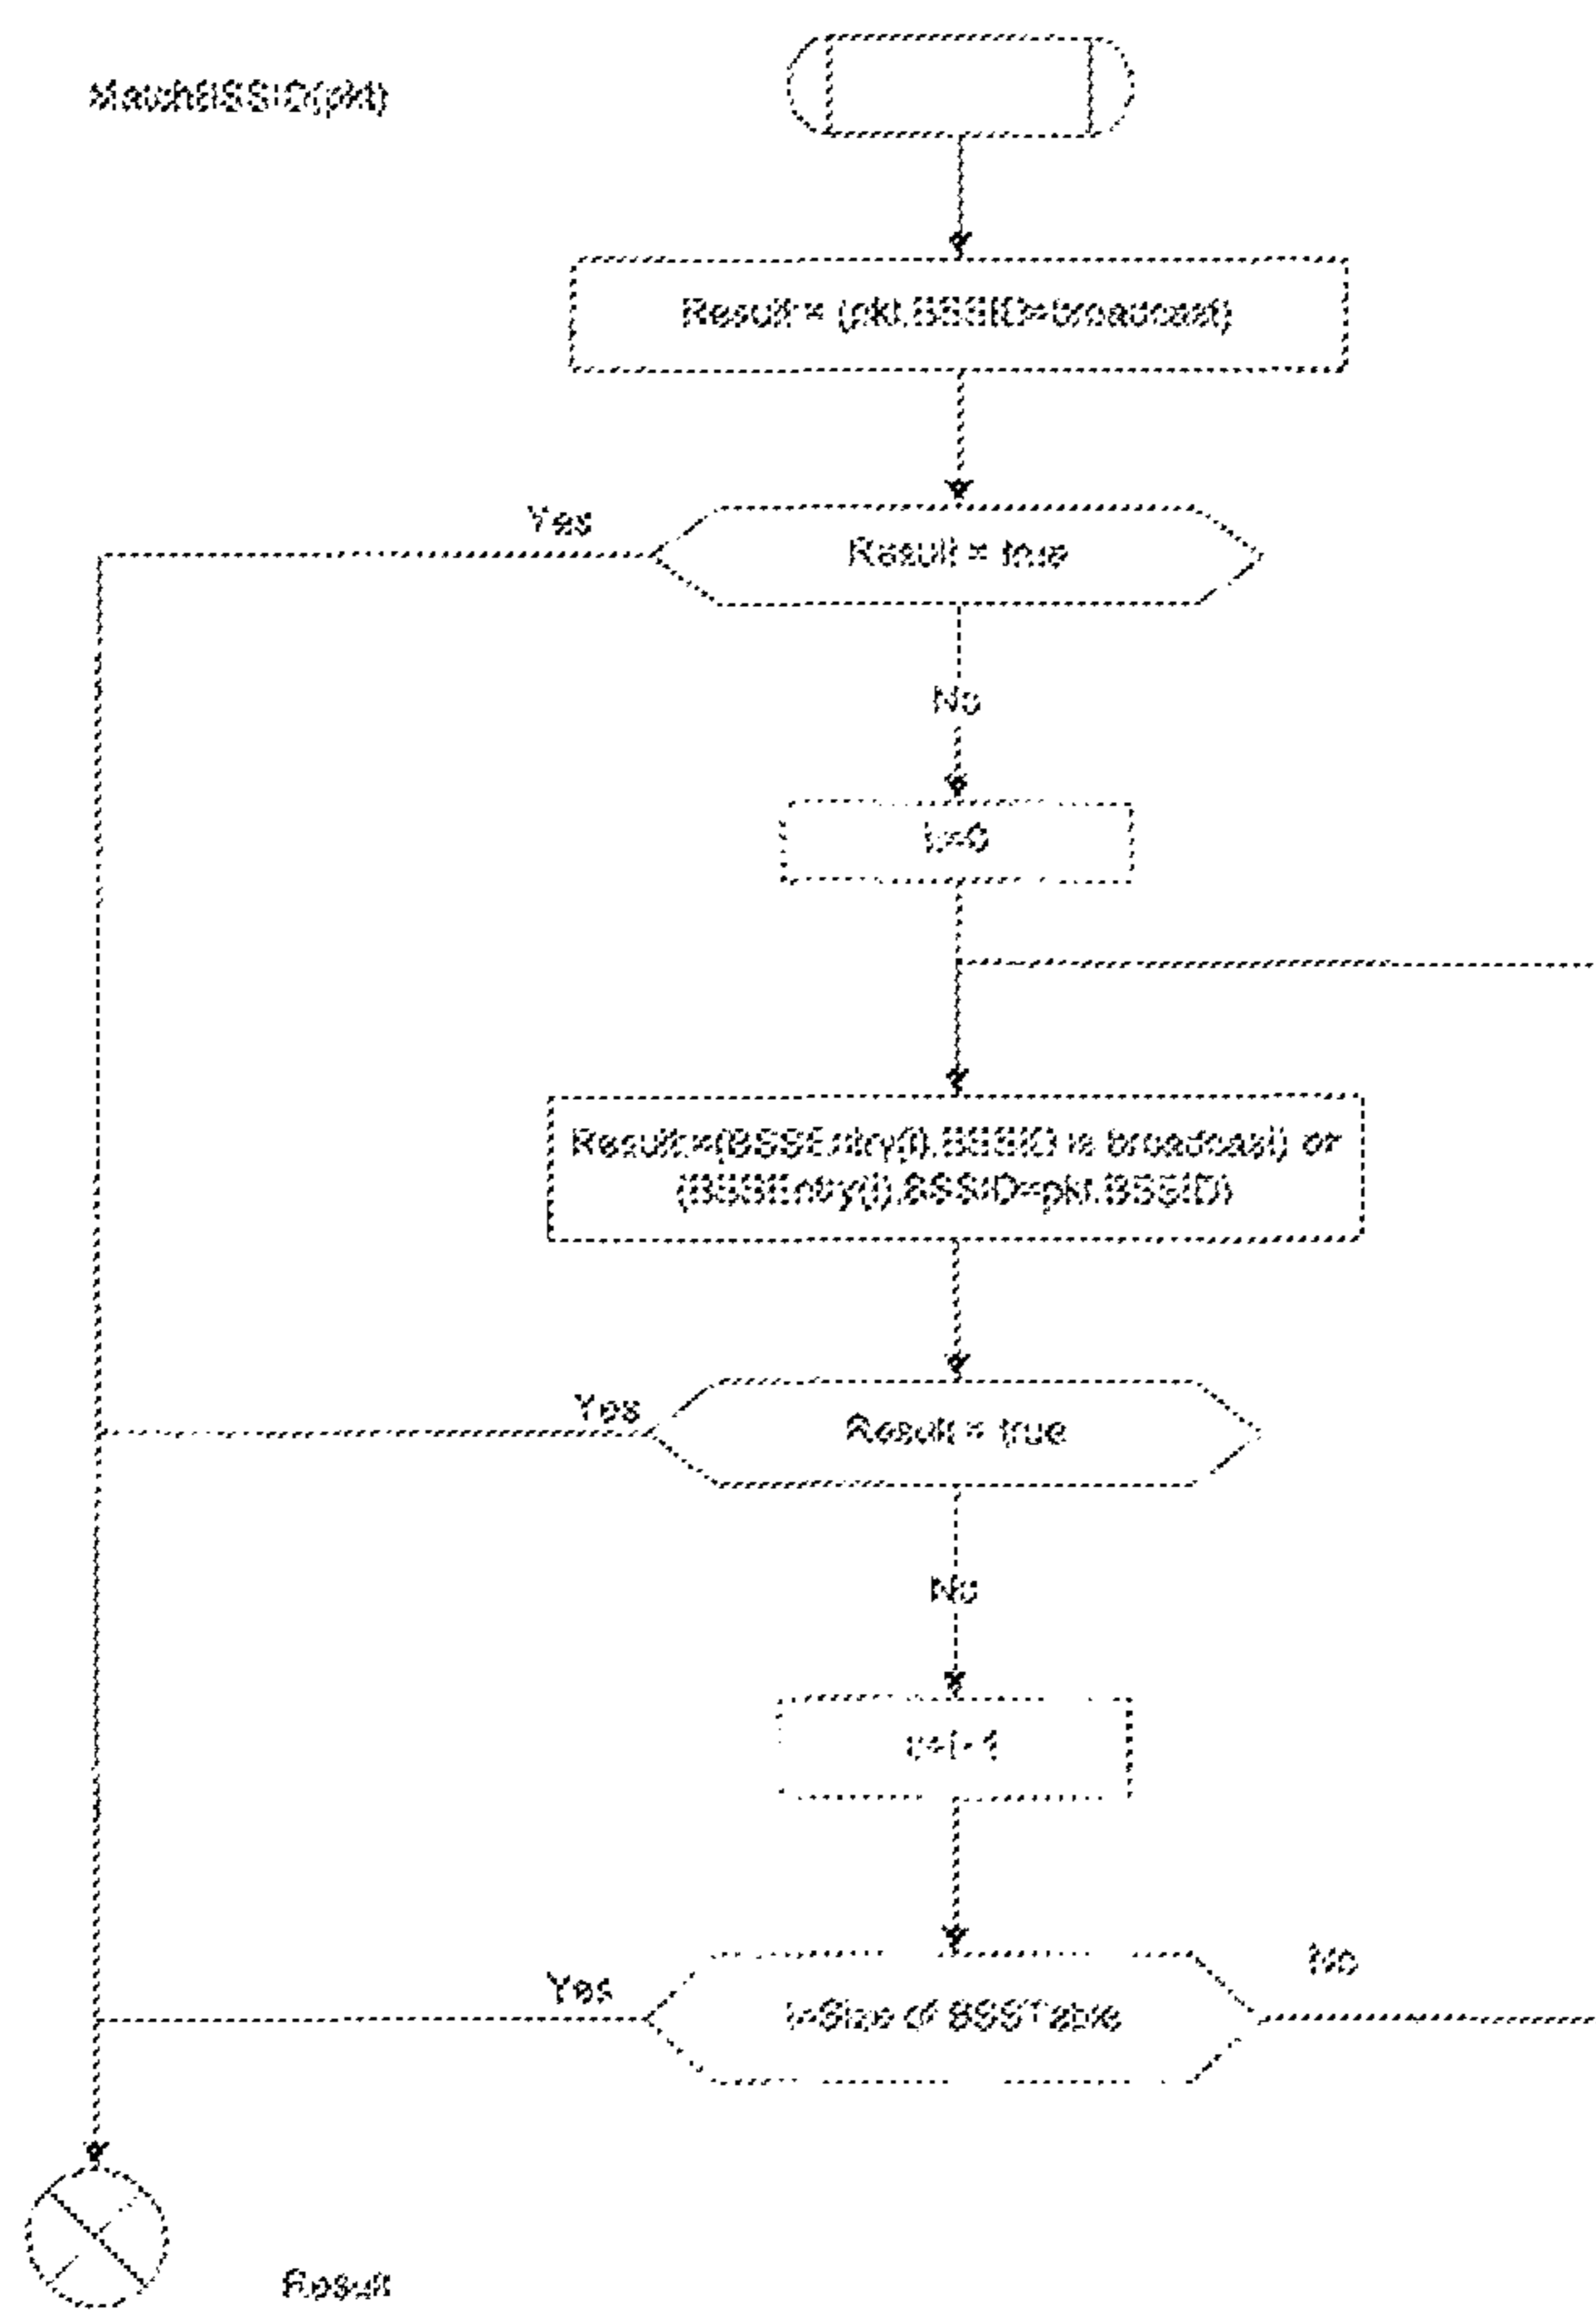 MatchBSSID(pkt)
Result := (pkt.BSSID=broadcast)
Yes
Result = true
No
i:=0
Result:=(BSSEntry(i).BSSID is broadcast) or
(BSSEntry(i).BSSID=pkt.BSSID)
Yes
Result = true
No
No
Yes
Size of BSSTable
Result